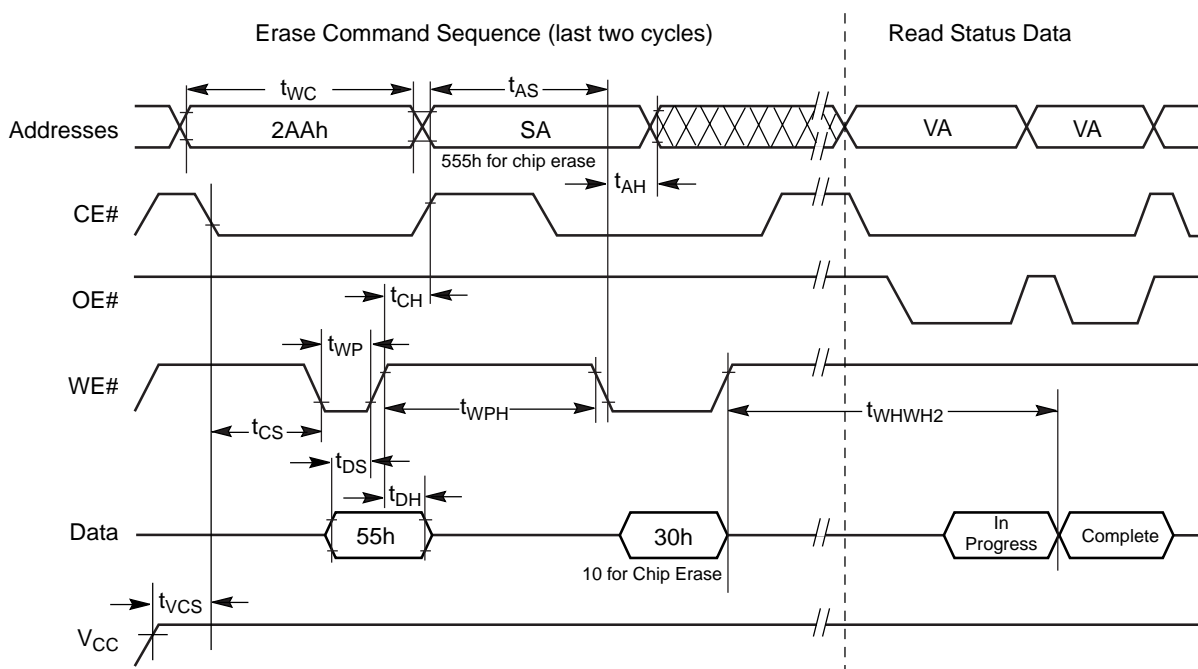 Erase Command Sequence (last two cycles)
Read Status Data
tWC
tAS
Addresses
2AAh
SA
VA
VA
555h for chip erase
tAH
CE#
tCH
OE#
tWP
WE#
tWPH
tWHWH2
tCS
tDS
tDH
Data
55h
30h
In
Progress
Complete
10 for Chip Erase
tVCS
VCC